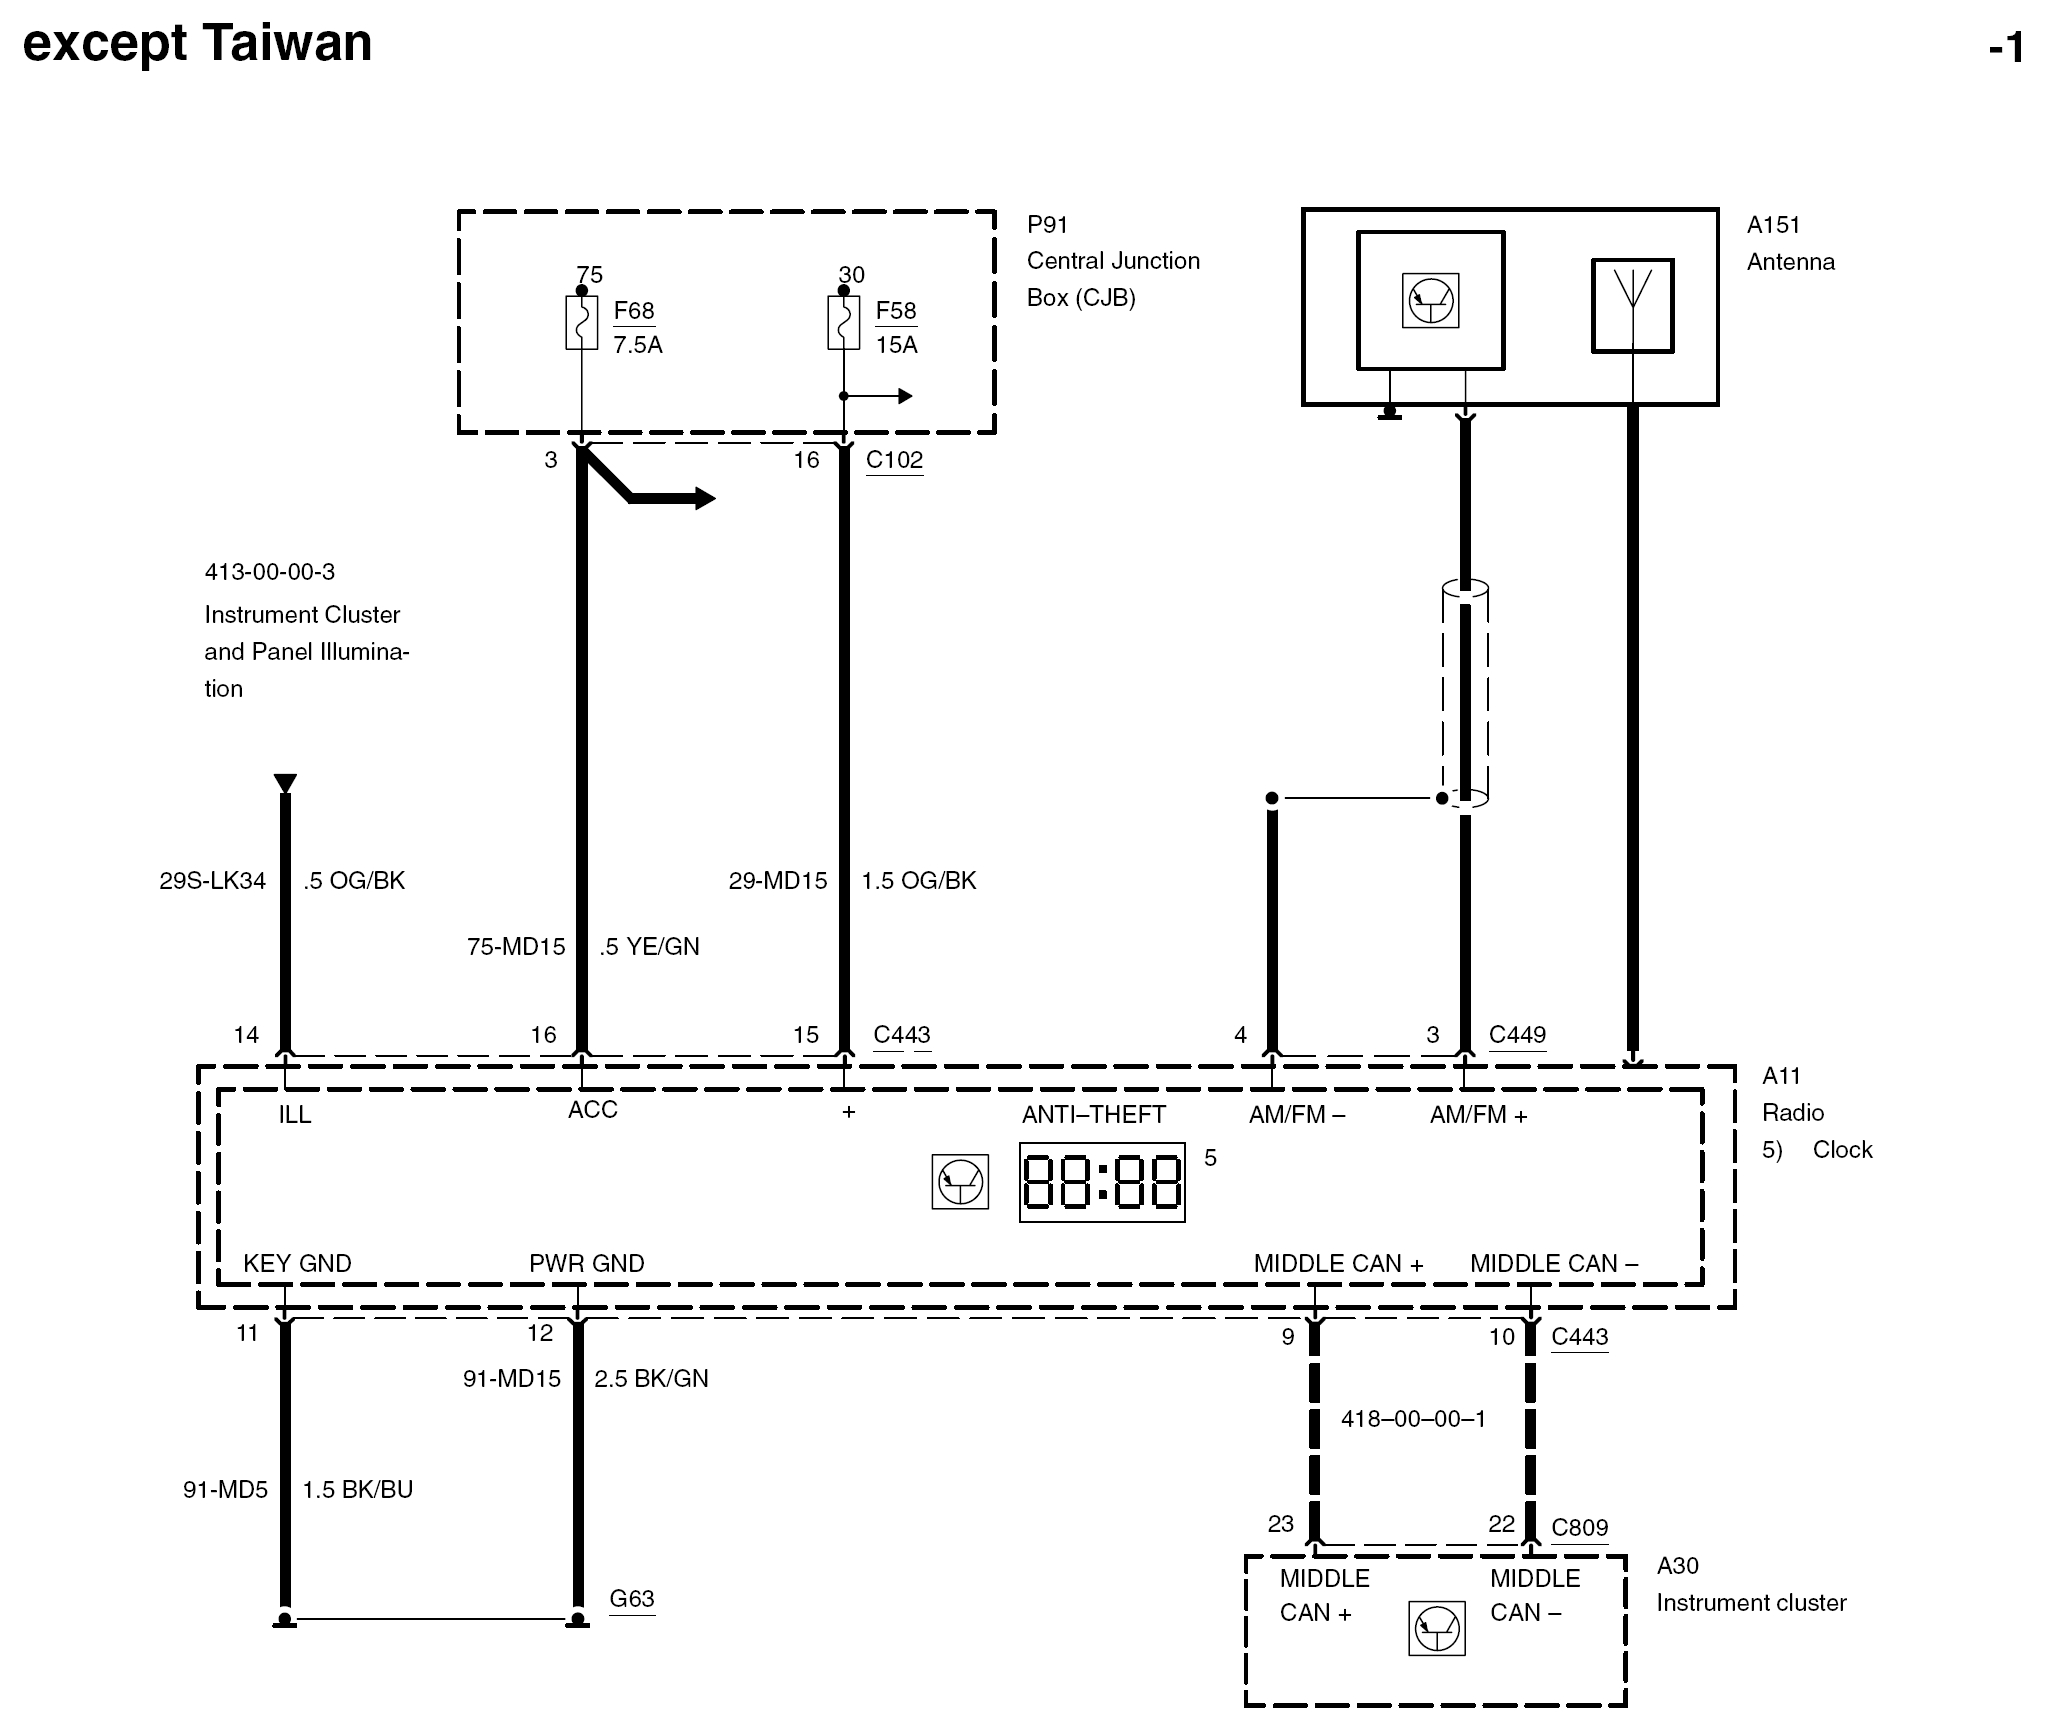 except Taiwan
-1
P91
Central Junction
Box (CJB)
75
F68
7.5A
30
F58
15A
A151
Antenna
3
16
C102
413-00-00-3
Instrument Cluster
and Panel Illumina-
tion
29S-LK34
.5 OG/BK
29-MD15
1.5 OG/BK
75-MD15
.5 YE/GN
14
16
15
C443
4
3
C449
A11
Radio
5) Clock
ILL
ACC
+
ANTI–THEFT
AM/FM –
AM/FM +
88:88
5
KEY GND
PWR GND
MIDDLE CAN +
MIDDLE CAN –
11
12
9
10
C443
91-MD15
2.5 BK/GN
418–00–00–1
91-MD5
1.5 BK/BU
23
22
C809
G63
A30
Instrument cluster
MIDDLE
CAN +
MIDDLE
CAN –